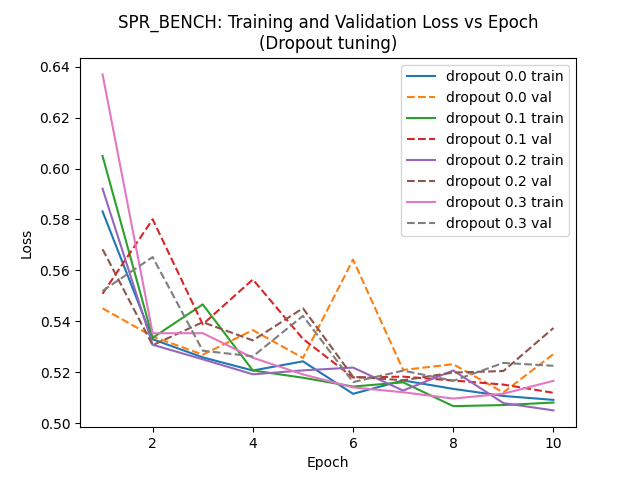 SPR_BENCH: Training and Validation Loss vs Epoch
(Dropout tuning)
0.64
0.62
0.60
0.58
0.56
0.54
0.52
0.50
Loss
2
4
6
8
10
Epoch
dropout 0.0 train
dropout 0.0 val
dropout 0.1 train
dropout 0.1 val
dropout 0.2 train
dropout 0.2 val
dropout 0.3 train
dropout 0.3 val